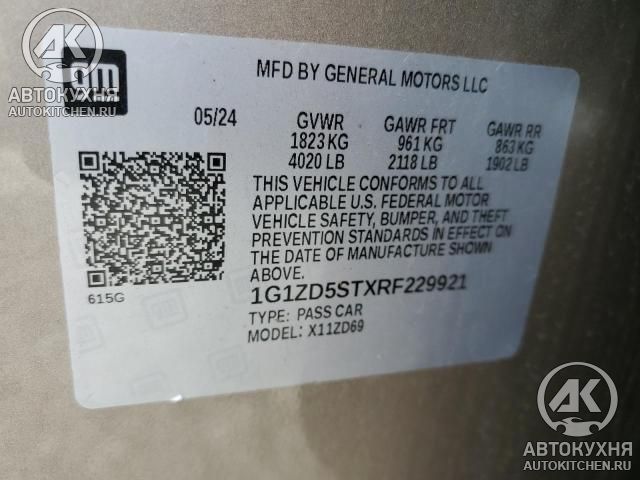 gm
MFD BY GENERAL MOTORS LLC
05/24 GVWR GAWR FRT GAWR RR
1823 KG 961 KG 863 KG
4020 LB 2118 LB 1902 LB
THIS VEHICLE CONFORMS TO ALL
APPLICABLE U.S. FEDERAL MOTOR
VEHICLE SAFETY, BUMPER, AND THEFT
PREVENTION STANDARDS IN EFFECT ON
THE DATE OF MANUFACTURE SHOWN
ABOVE.
615G
1G1ZD5STXRF229921
TYPE: PASS CAR
MODEL: X11ZD69
АК
АВТОКУХНЯ
AUTOKITCHEN.RU
АК
АВТОКУХНЯ
AUTOKITCHEN.RU